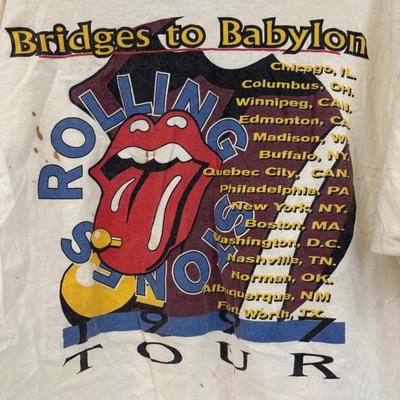 Bridges to Babylon
ROLLING STONES
Chicago, IL.
Columbus, OH.
Winnipeg, CAN.
Edmonton, CA
Madison, W
Buffalo, NY.
Quebec City, CAN.
Philadelphia, PA
New York, NY.
Boston, MA.
Washington, D.C.
Nashville, TN.
Norman, OK.
Albuquerque, NM
Fort Worth, TX
1997
TOUR